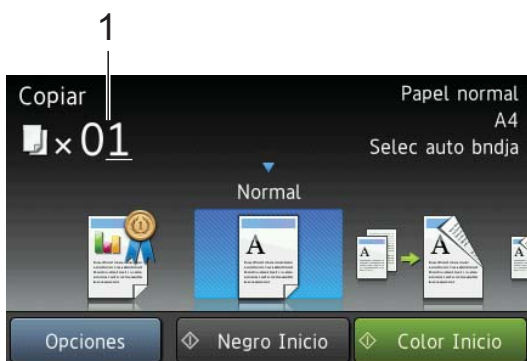 1
Copiar
Papel normal
×01
A4
Selec auto bndja
Normal
A
A
A
A
Opciones
Negro Inicio
Color Inicio